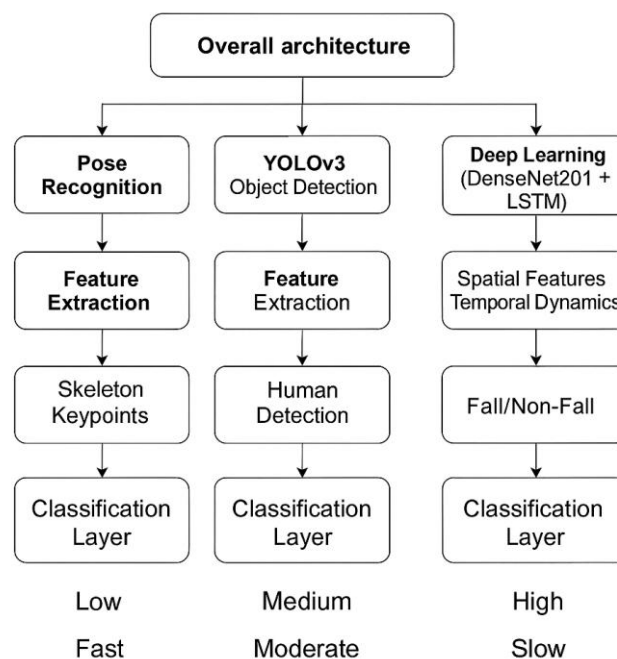 Overall architecture
Pose
Recognition
YOLOv3
Object Detection
Deep Learning
(DenseNet201 +
LSTM)
Feature
Extraction
Feature
Extraction
Spatial Features
Temporal Dynamics
Skeleton
Keypoints
Human
Detection
Fall/Non-Fall
Classification
Layer
Classification
Layer
Classification
Layer
Low
Medium
High
Fast
Moderate
Slow